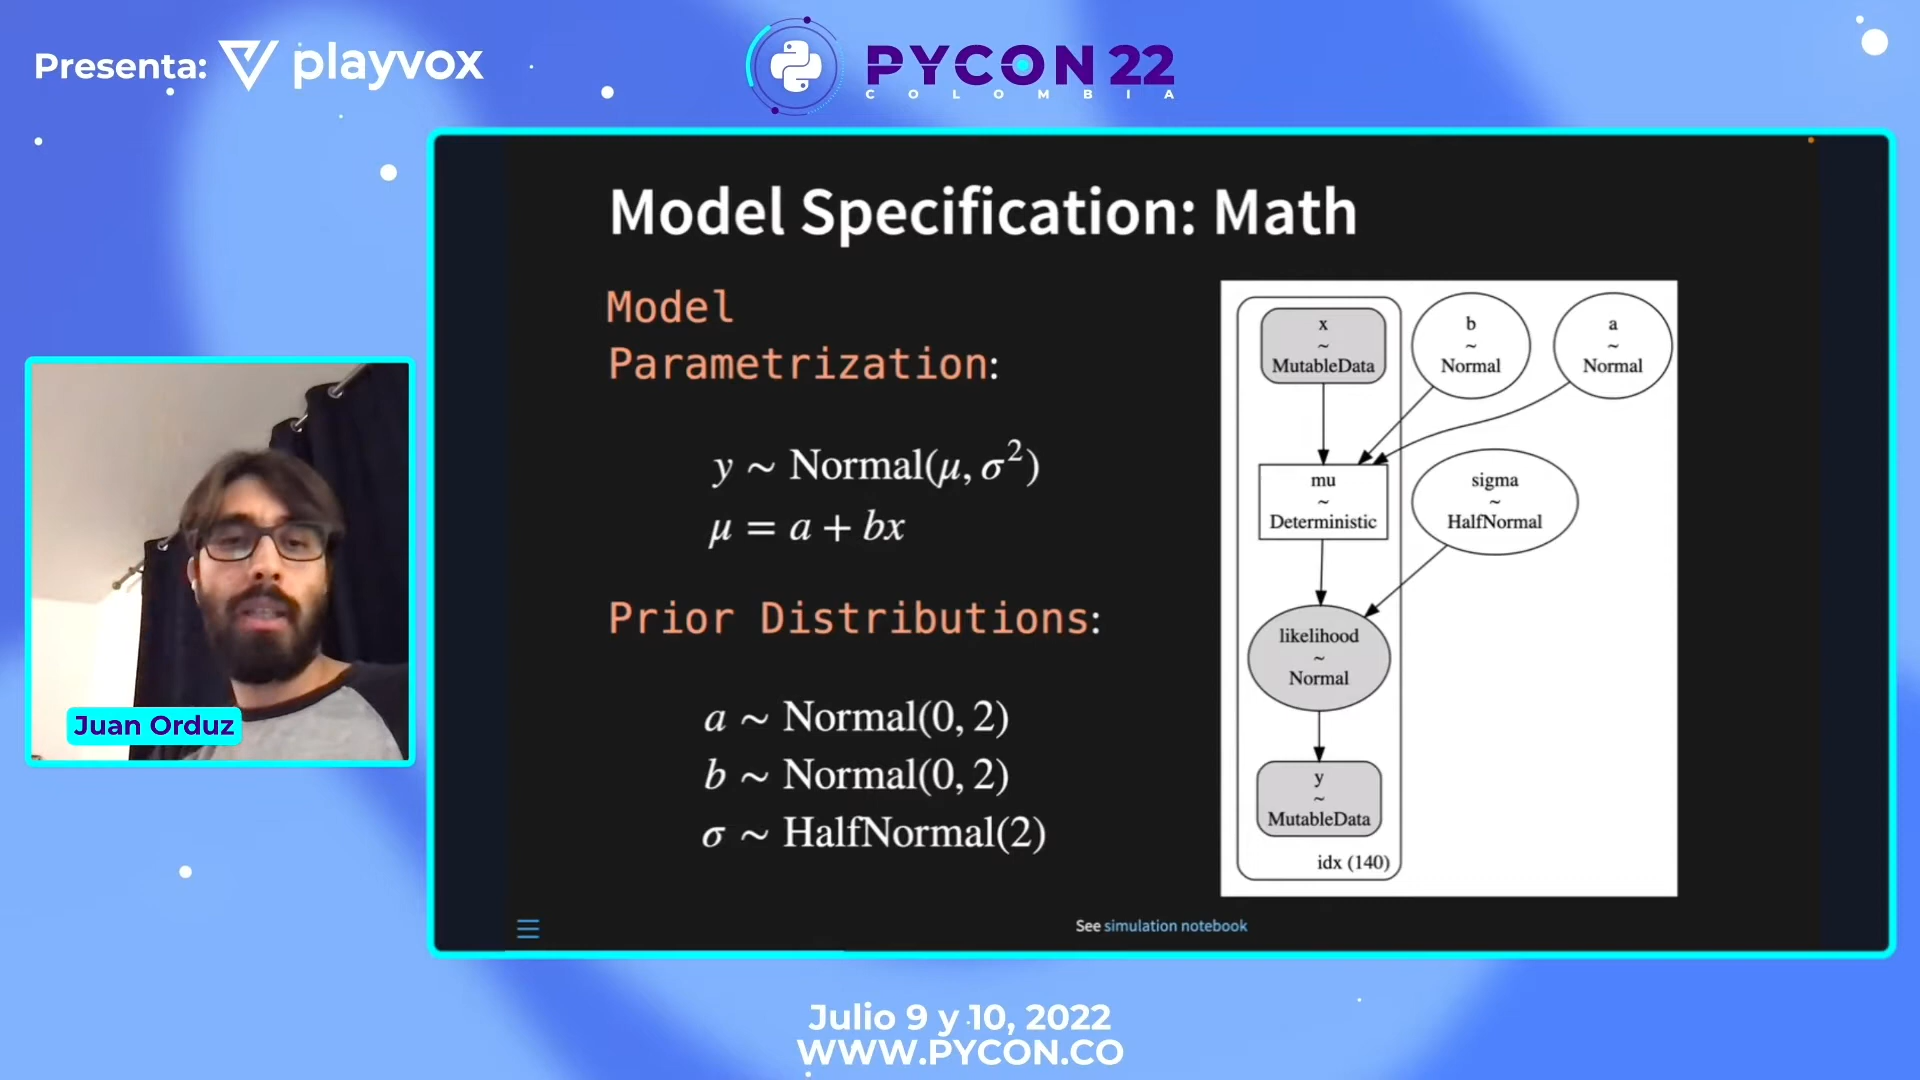 Presenta: playvox
PYCON 22
COLOMBIA
Model Specification: Math
Model
Parametrization:
y ~ Normal(μ, σ²)
μ = a + bx
Prior Distributions:
a ~ Normal(0, 2)
b ~ Normal(0, 2)
σ ~ HalfNormal(2)
x
~
MutableData
b
~
Normal
a
~
Normal
mu
~
Deterministic
sigma
~
HalfNormal
likelihood
~
Normal
y
~
MutableData
idx (140)
See simulation notebook
Juan Orduz
Julio 9 y 10, 2022
WWW.PYCON.CO